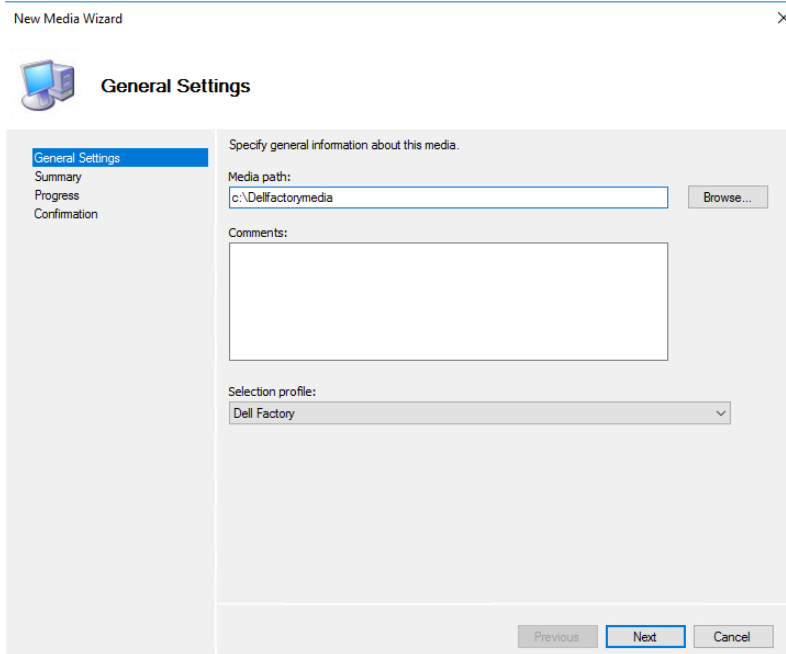 New Media Wizard
General Settings
General Settings
Summary
Progress
Confirmation
Specify general information about this media.
Media path:
c:\Dellfactorymedia
Browse...
Comments:
Selection profile:
Dell Factory
Previous
Next
Cancel